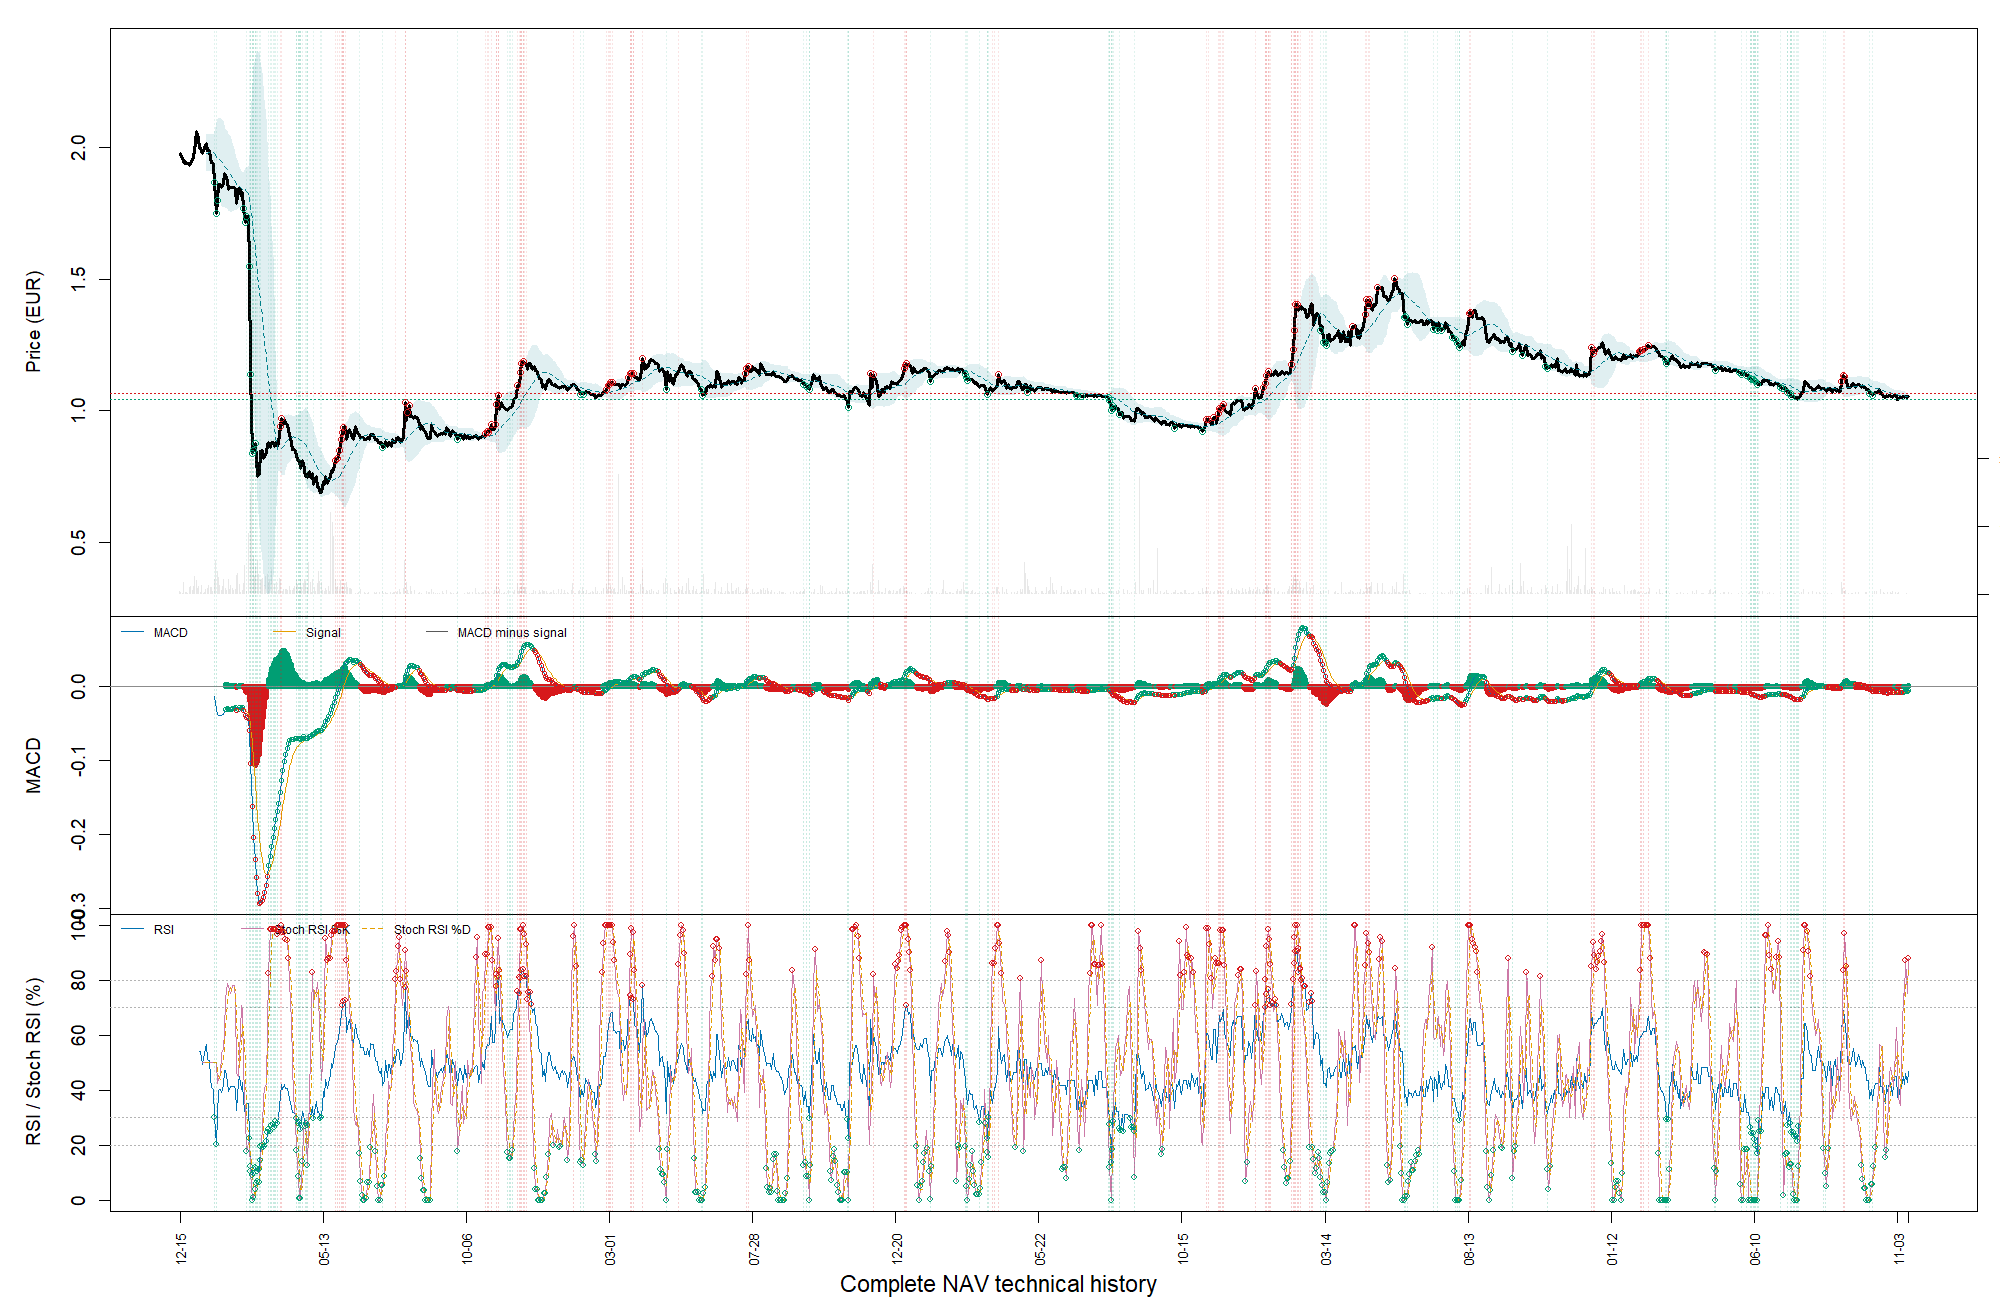 Price (EUR)
2.0
1.5
1.0
0.5
MACD
Signal
MACD minus signal
MACD
0.0
-0.1
-0.2
-0.3
RSI
Stoch RSI %K
Stoch RSI %D
RSI / Stoch RSI (%)
100
80
60
40
20
0
12-15
05-13
10-06
03-01
07-28
12-20
05-22
10-15
03-14
08-13
01-12
06-10
11-03
Complete NAV technical history